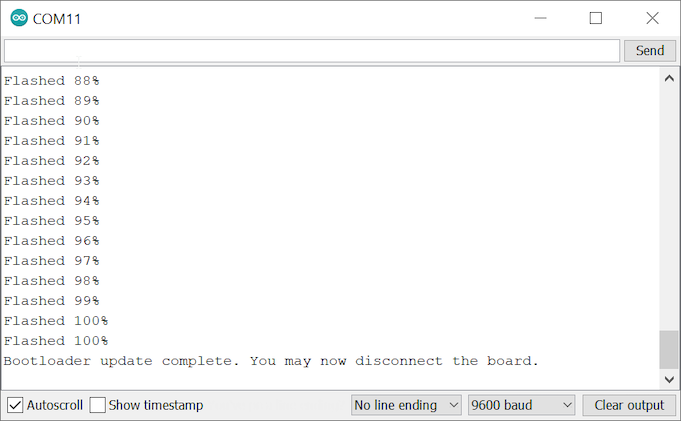 COM11
Send
Flashed 88%
Flashed 89%
Flashed 90%
Flashed 91%
Flashed 92%
Flashed 93%
Flashed 94%
Flashed 95%
Flashed 96%
Flashed 97%
Flashed 98%
Flashed 99%
Flashed 100%
Flashed 100%
Bootloader update complete. You may now disconnect the board.
Autoscroll Show timestamp No line ending 9600 baud Clear output